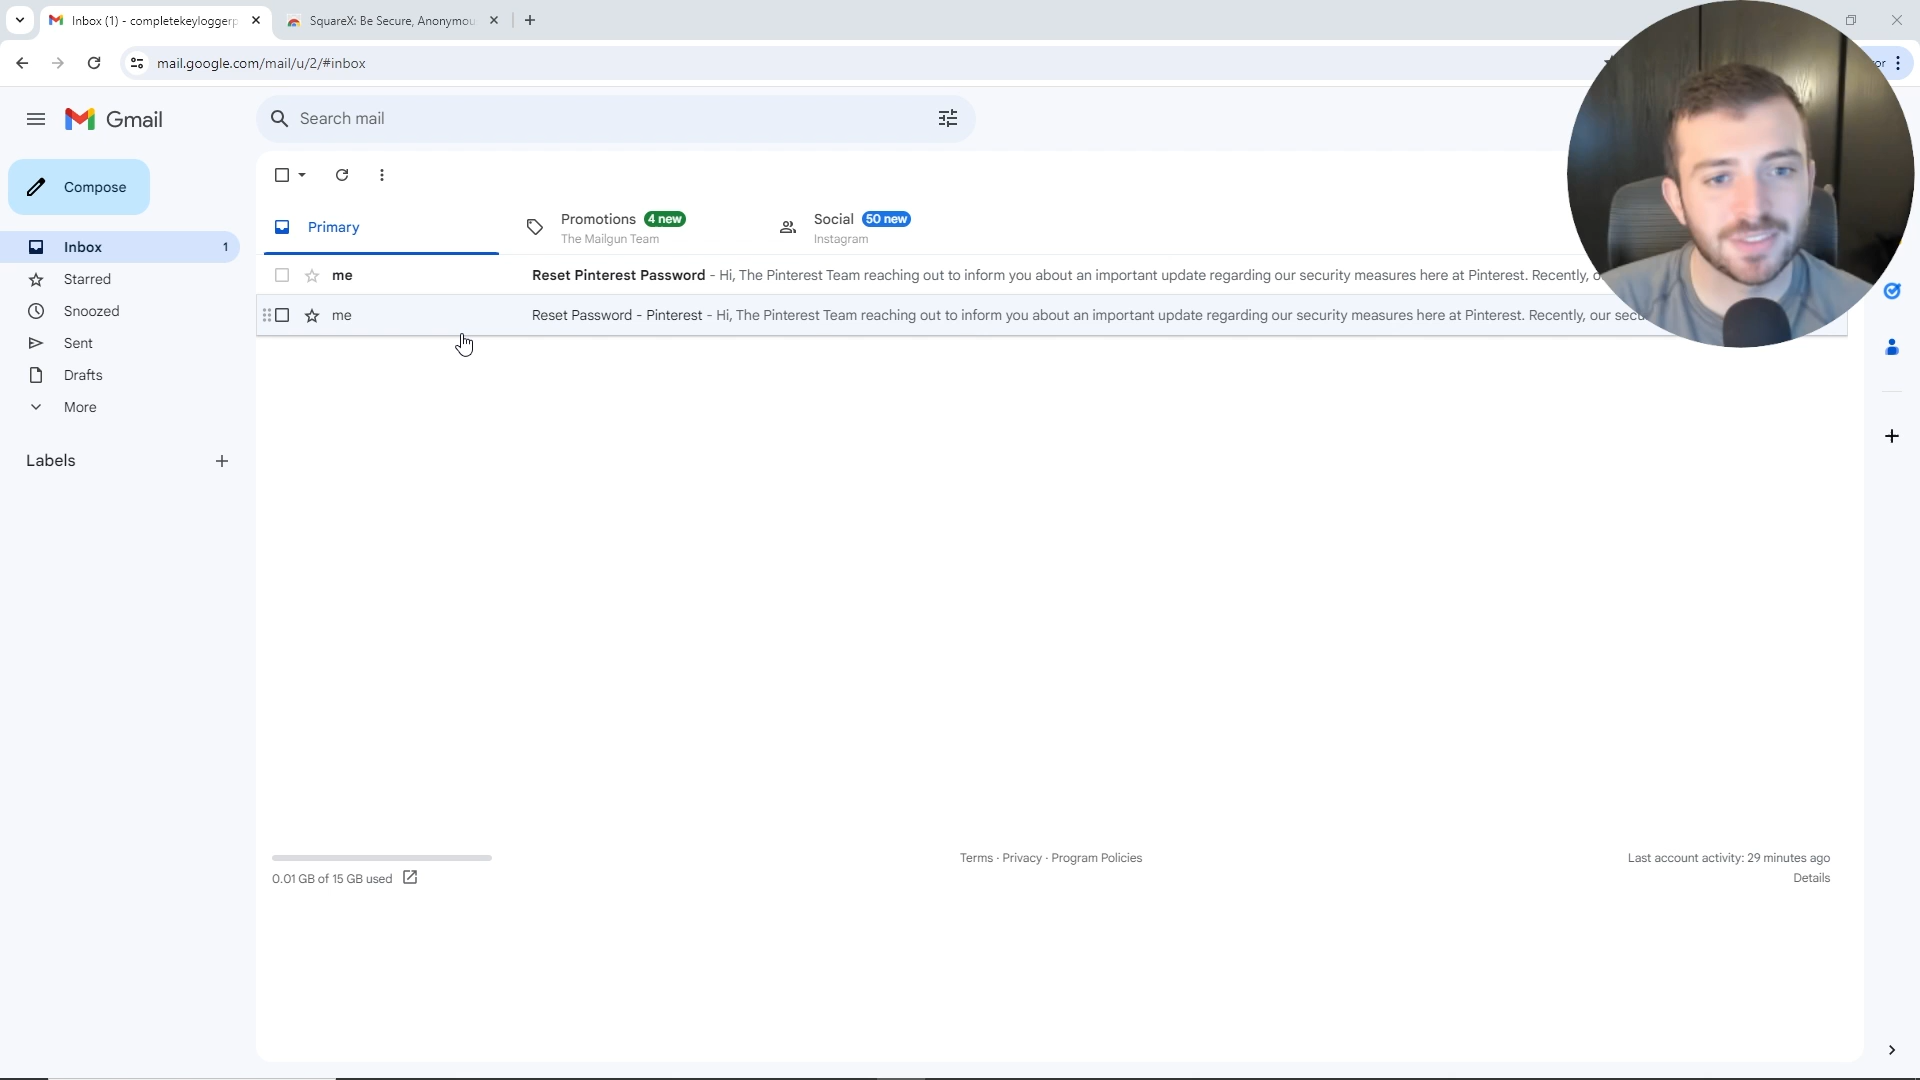 Inbox (1) - completekeyloggerp
SquareX: Be Secure, Anonymou
mail.google.com/mail/u/2/#inbox
or
Gmail
Search mail
Compose
Inbox 1
Starred
Snoozed
Sent
Drafts
More
Labels
Primary
Promotions 4 new
The Mailgun Team
Social 50 new
Instagram
me Reset Pinterest Password - Hi, The Pinterest Team reaching out to inform you about an important update regarding our security measures here at Pinterest. Recently, o
me Reset Password - Pinterest - Hi, The Pinterest Team reaching out to inform you about an important update regarding our security measures here at Pinterest. Recently, our secu
0.01 GB of 15 GB used
Terms · Privacy · Program Policies
Last account activity: 29 minutes ago
Details